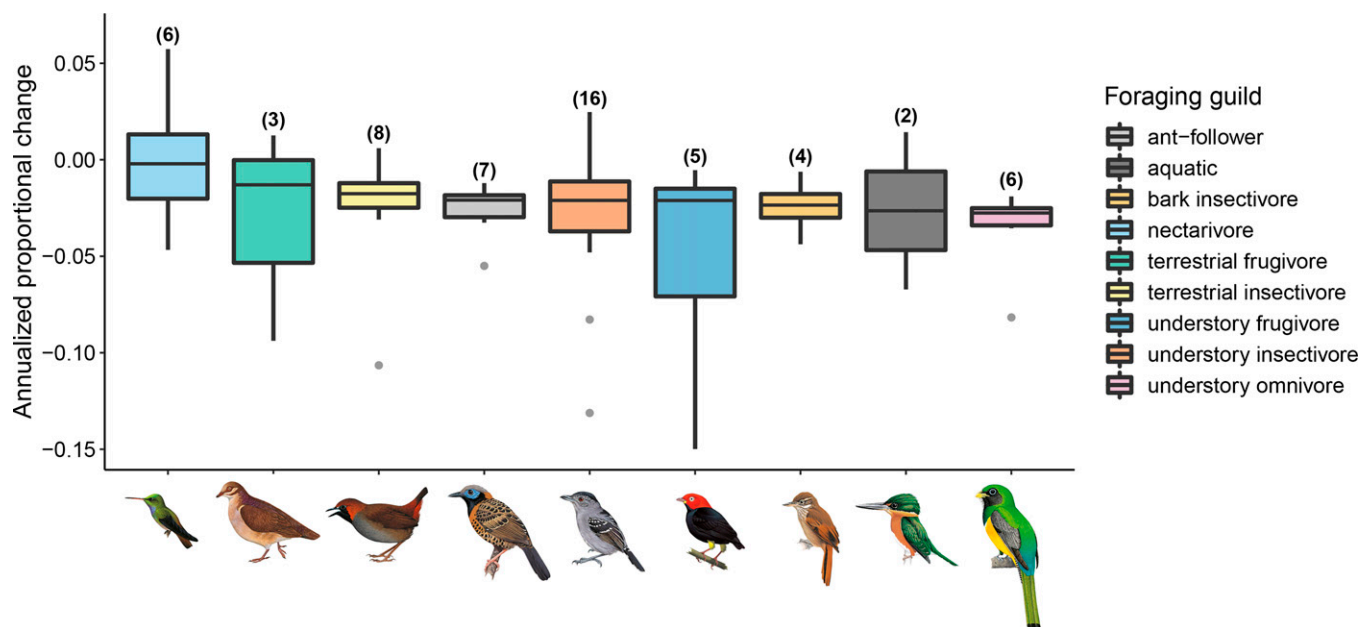 Annualized proportional change
0.05
0.00
−0.05
−0.10
−0.15
(6)
(3)
(8)
(7)
(16)
(5)
(4)
(2)
(6)
Foraging guild
ant−follower
aquatic
bark insectivore
nectarivore
terrestrial frugivore
terrestrial insectivore
understory frugivore
understory insectivore
understory omnivore